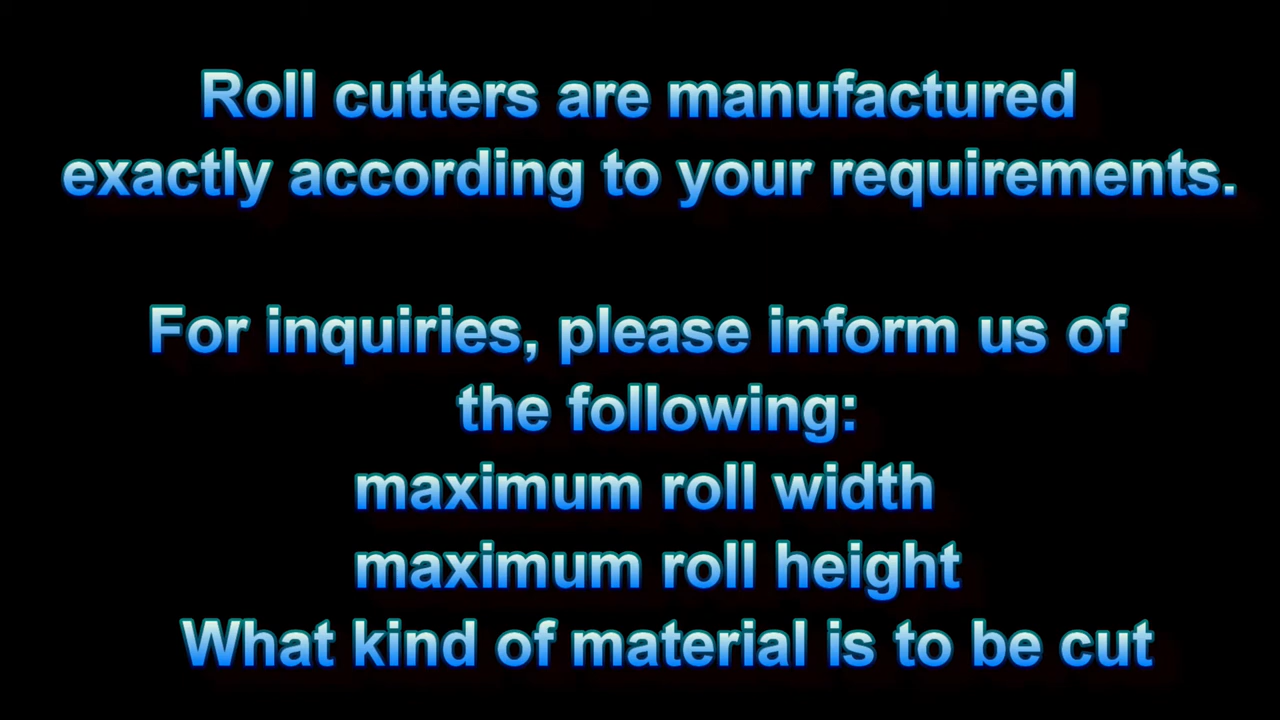 Roll cutters are manufactured
exactly according to your requirements.
For inquiries, please inform us of
the following:
maximum roll width
maximum roll height
What kind of material is to be cut